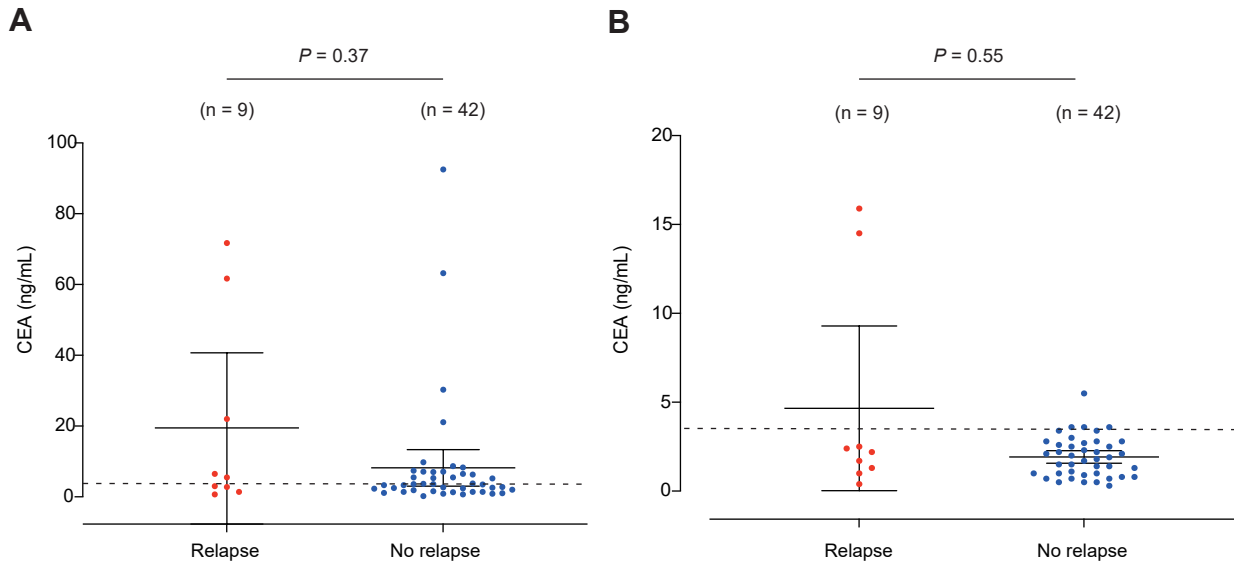 A
P = 0.37
(n = 9)
(n = 42)
100
80
60
40
20
0
CEA (ng/mL)
Relapse
No relapse
B
P = 0.55
(n = 9)
(n = 42)
20
15
10
5
0
CEA (ng/mL)
Relapse
No relapse